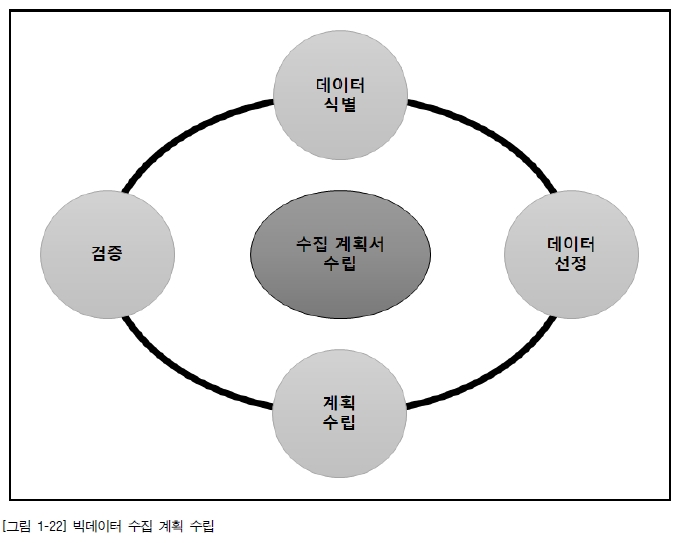 데이터
식별
검증
수집 계획서
수립
데이터
선정
계획
수립
[그림 1-22] 빅데이터 수집 계획 수립